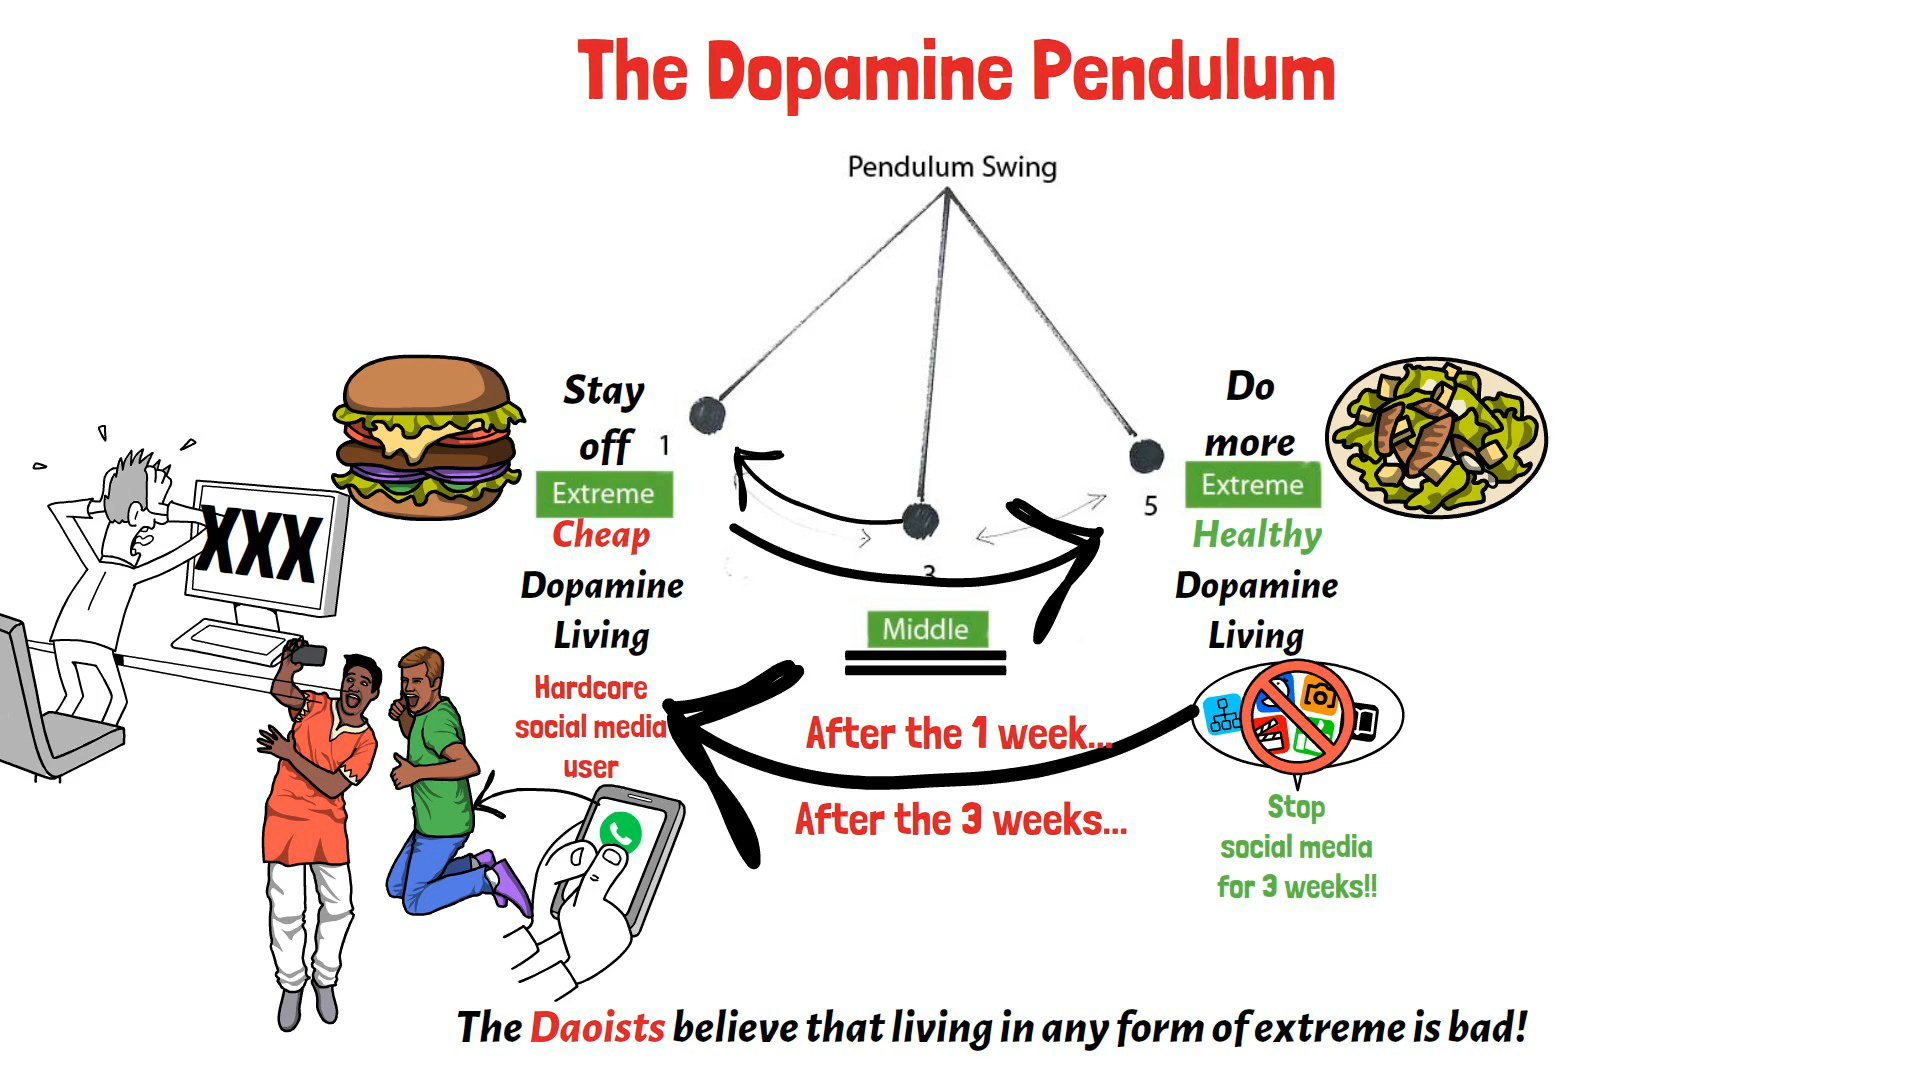 The Dopamine Pendulum
Pendulum Swing
Stay
off
1
Extreme
Cheap
Dopamine
Living
Hardcore
social media
user
XXX
3
Middle
After the 1 week...
After the 3 weeks...
Do
more
Extreme
5
Healthy
Dopamine
Living
Stop
social media
for 3 weeks!!
The Daoists believe that living in any form of extreme is bad!